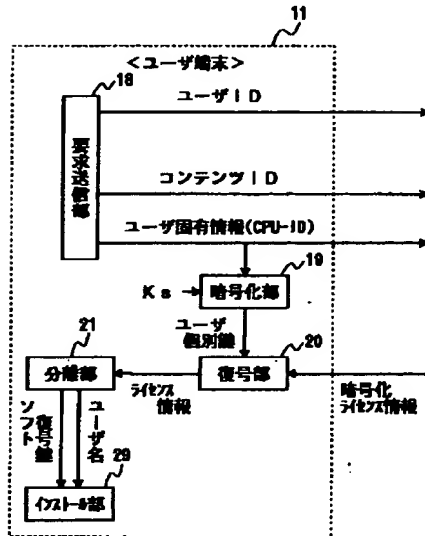 11
<ユーザ端末>
18
ユーザID
要求送信部
コンテンツID
ユーザ固有情報(CPU-ID)
19
Ks
暗号化部
ユーザ
個別鍵
21
20
分離部
ライセンス
情報
復号部
暗号化
ライセンス情報
ソフト
復号鍵
ユーザ名
29
インストール部